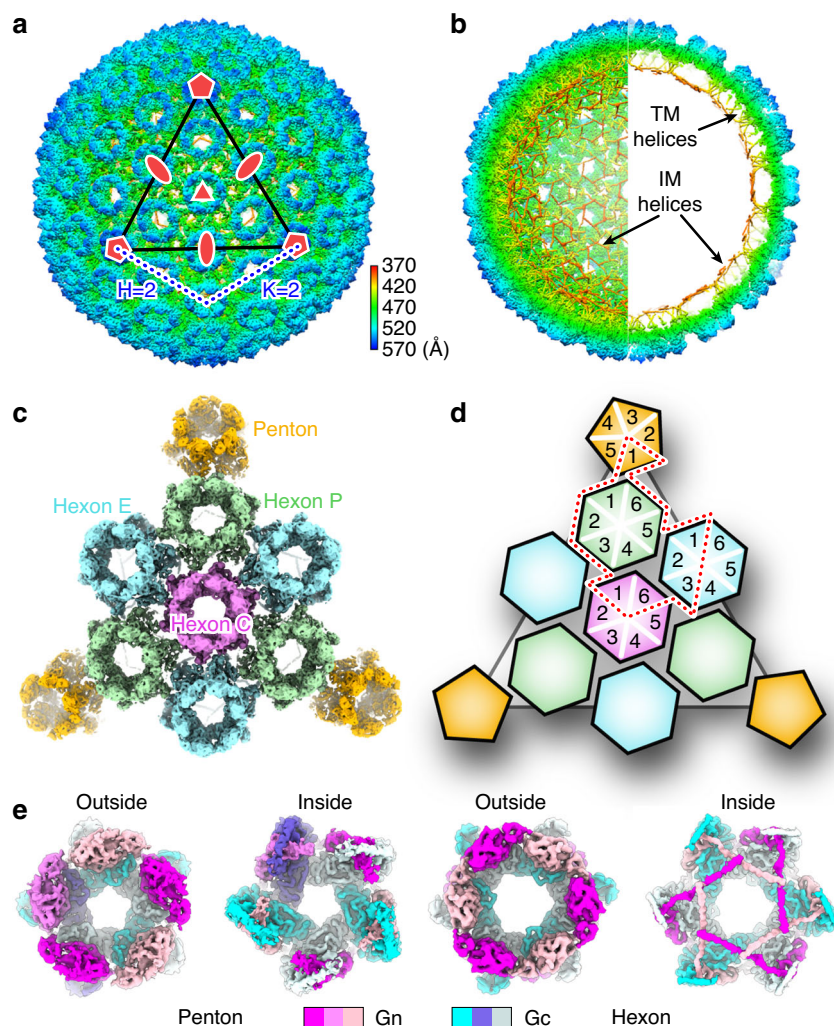 a
H=2
K=2
370
420
470
520
570 (Å)
b
TM
helices
IM
helices
c
Penton
Hexon E
Hexon P
Hexon C
d
4 3 2
5 1
1 6
2 5
3 4
1 6
2 5
3 4
1 6
2 5
3 4
e
Outside
Inside
Outside
Inside
Penton
Gn
Gc
Hexon